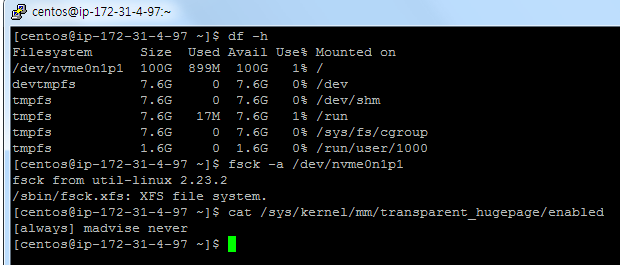 centos@ip-172-31-4-97:~
[centos@ip-172-31-4-97 ~]$ df -h
Filesystem      Size  Used Avail Use% Mounted on
/dev/nvme0n1p1  100G  899M  100G   1% /
devtmpfs        7.6G     0  7.6G   0% /dev
tmpfs           7.6G     0  7.6G   0% /dev/shm
tmpfs           7.6G   17M  7.6G   1% /run
tmpfs           7.6G     0  7.6G   0% /sys/fs/cgroup
tmpfs           1.6G     0  1.6G   0% /run/user/1000
[centos@ip-172-31-4-97 ~]$ fsck -a /dev/nvme0n1p1
fsck from util-linux 2.23.2
/sbin/fsck.xfs: XFS file system.
[centos@ip-172-31-4-97 ~]$ cat /sys/kernel/mm/transparent_hugepage/enabled
[always] madvise never
[centos@ip-172-31-4-97 ~]$